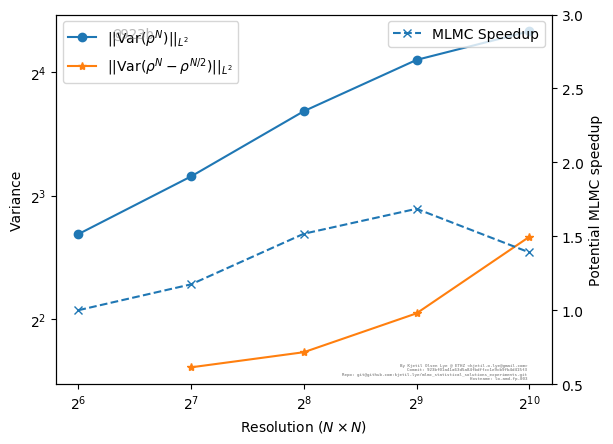 ||Var(ρ^N)||_{L^2}
||Var(ρ^N − ρ^{N/2})||_{L^2}
MLMC Speedup
2^4
2^3
2^2
Variance
3.0
2.5
2.0
1.5
1.0
0.5
Potential MLMC speedup
2^6
2^7
2^8
2^9
2^10
Resolution (N × N)